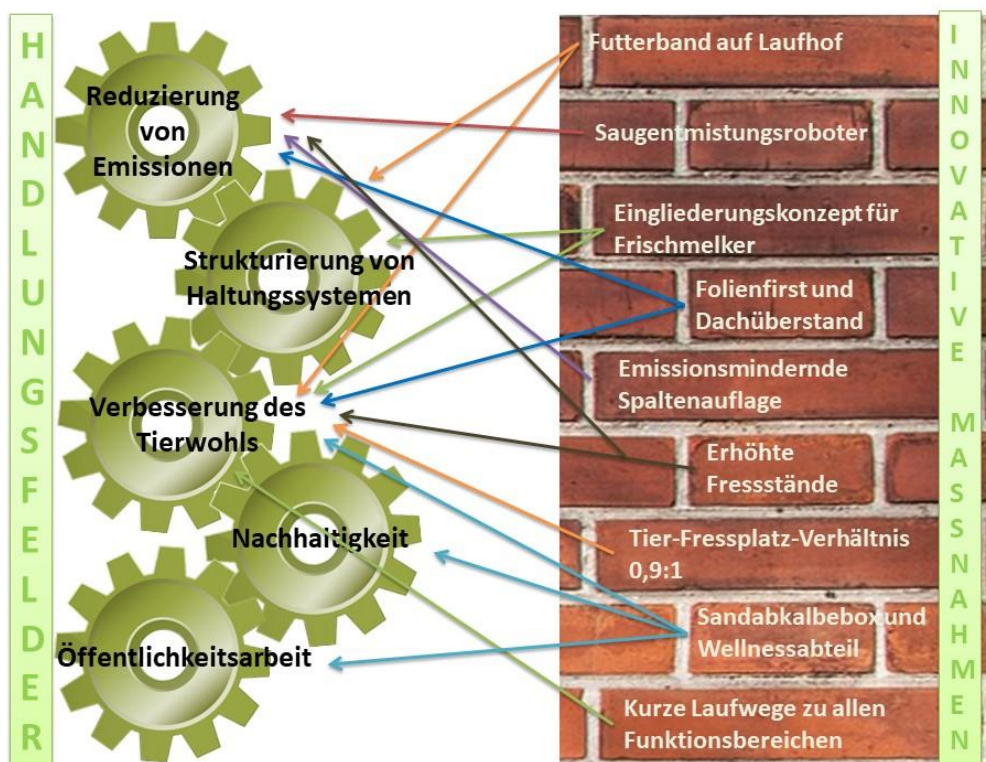 HANDLUNGSFELDER
Reduzierung
von
Emissionen
Strukturierung von
Haltungssystemen
Verbesserung des
Tierwohls
Nachhaitigkeit
Öffentlichkeitsarbeit
Futterband auf Laufhof
Saugentmistungsroboter
Eingliederungskonzept für
Frischmelker
Folienfirst und
Dachüberstand
Emissionsmindernde
Spaltenauflage
Erhöhte
Fressstände
Tier-Fressplatz-Verhältnis
0,9:1
Sandabkalbebox und
Wellnessabteil
Kurze Laufwege zu allen
Funktionsbereichen
INNOVATIVE MASSNAHMEN